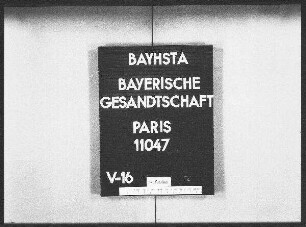 BAYHSTA
BAYERISCHE
GESANDTSCHAFT
PARIS
11047
V-16